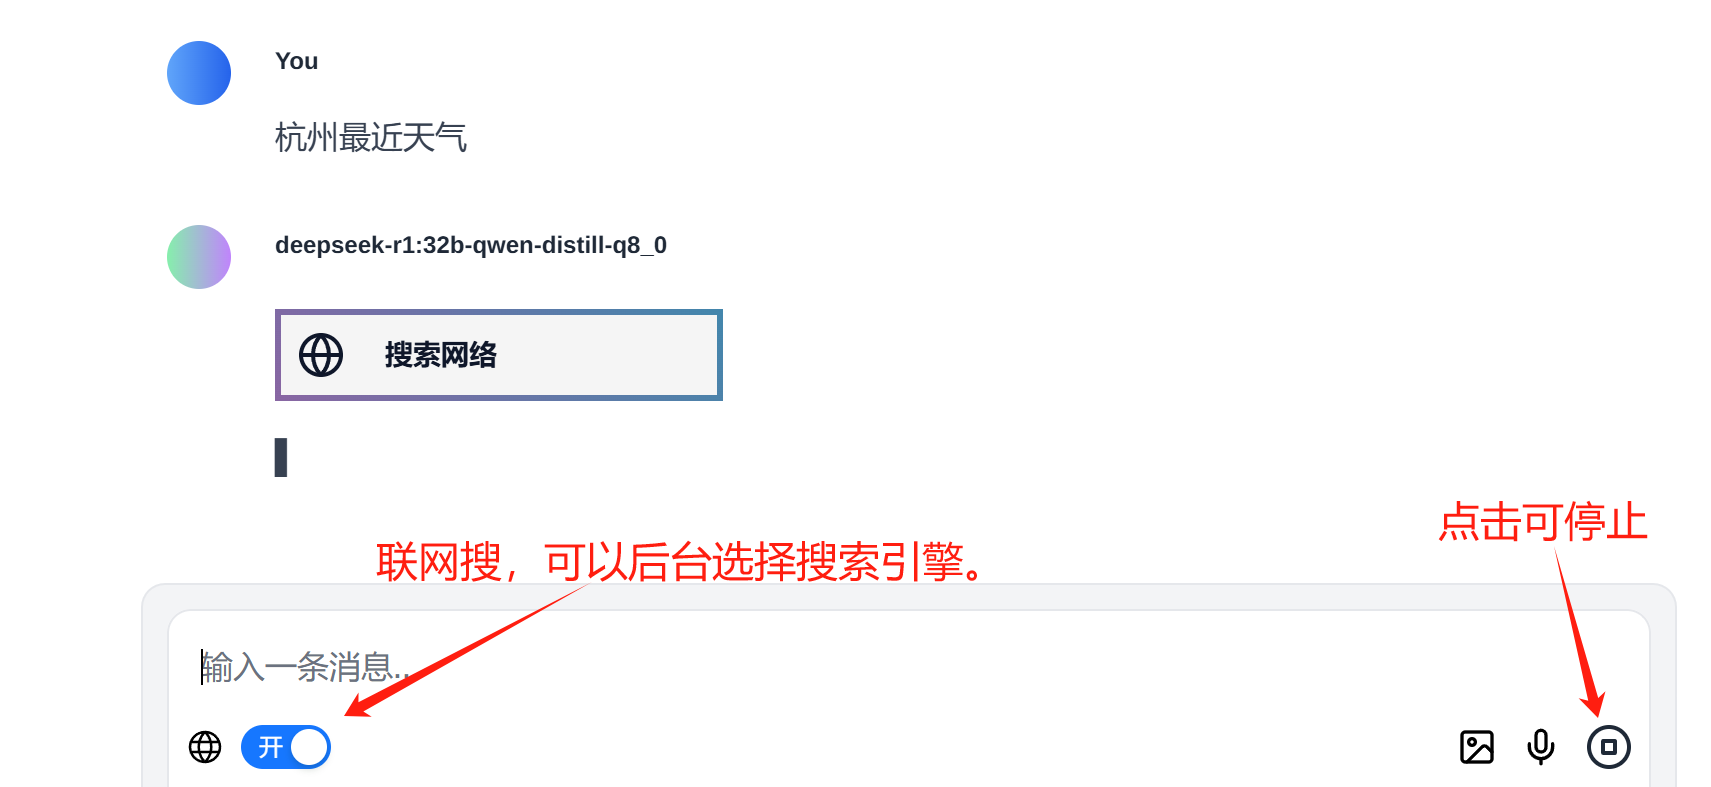 You
杭州最近天气
deepseek-r1:32b-qwen-distill-q8_0
搜索网络
点击可停止
联网搜，可以后台选择搜索引擎。
输入一条消息..
开